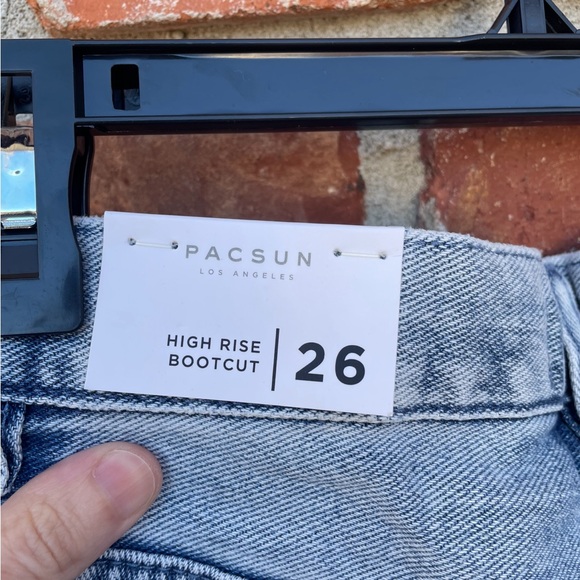 PACSUN
LOS ANGELES
HIGH RISE
BOOTCUT
26